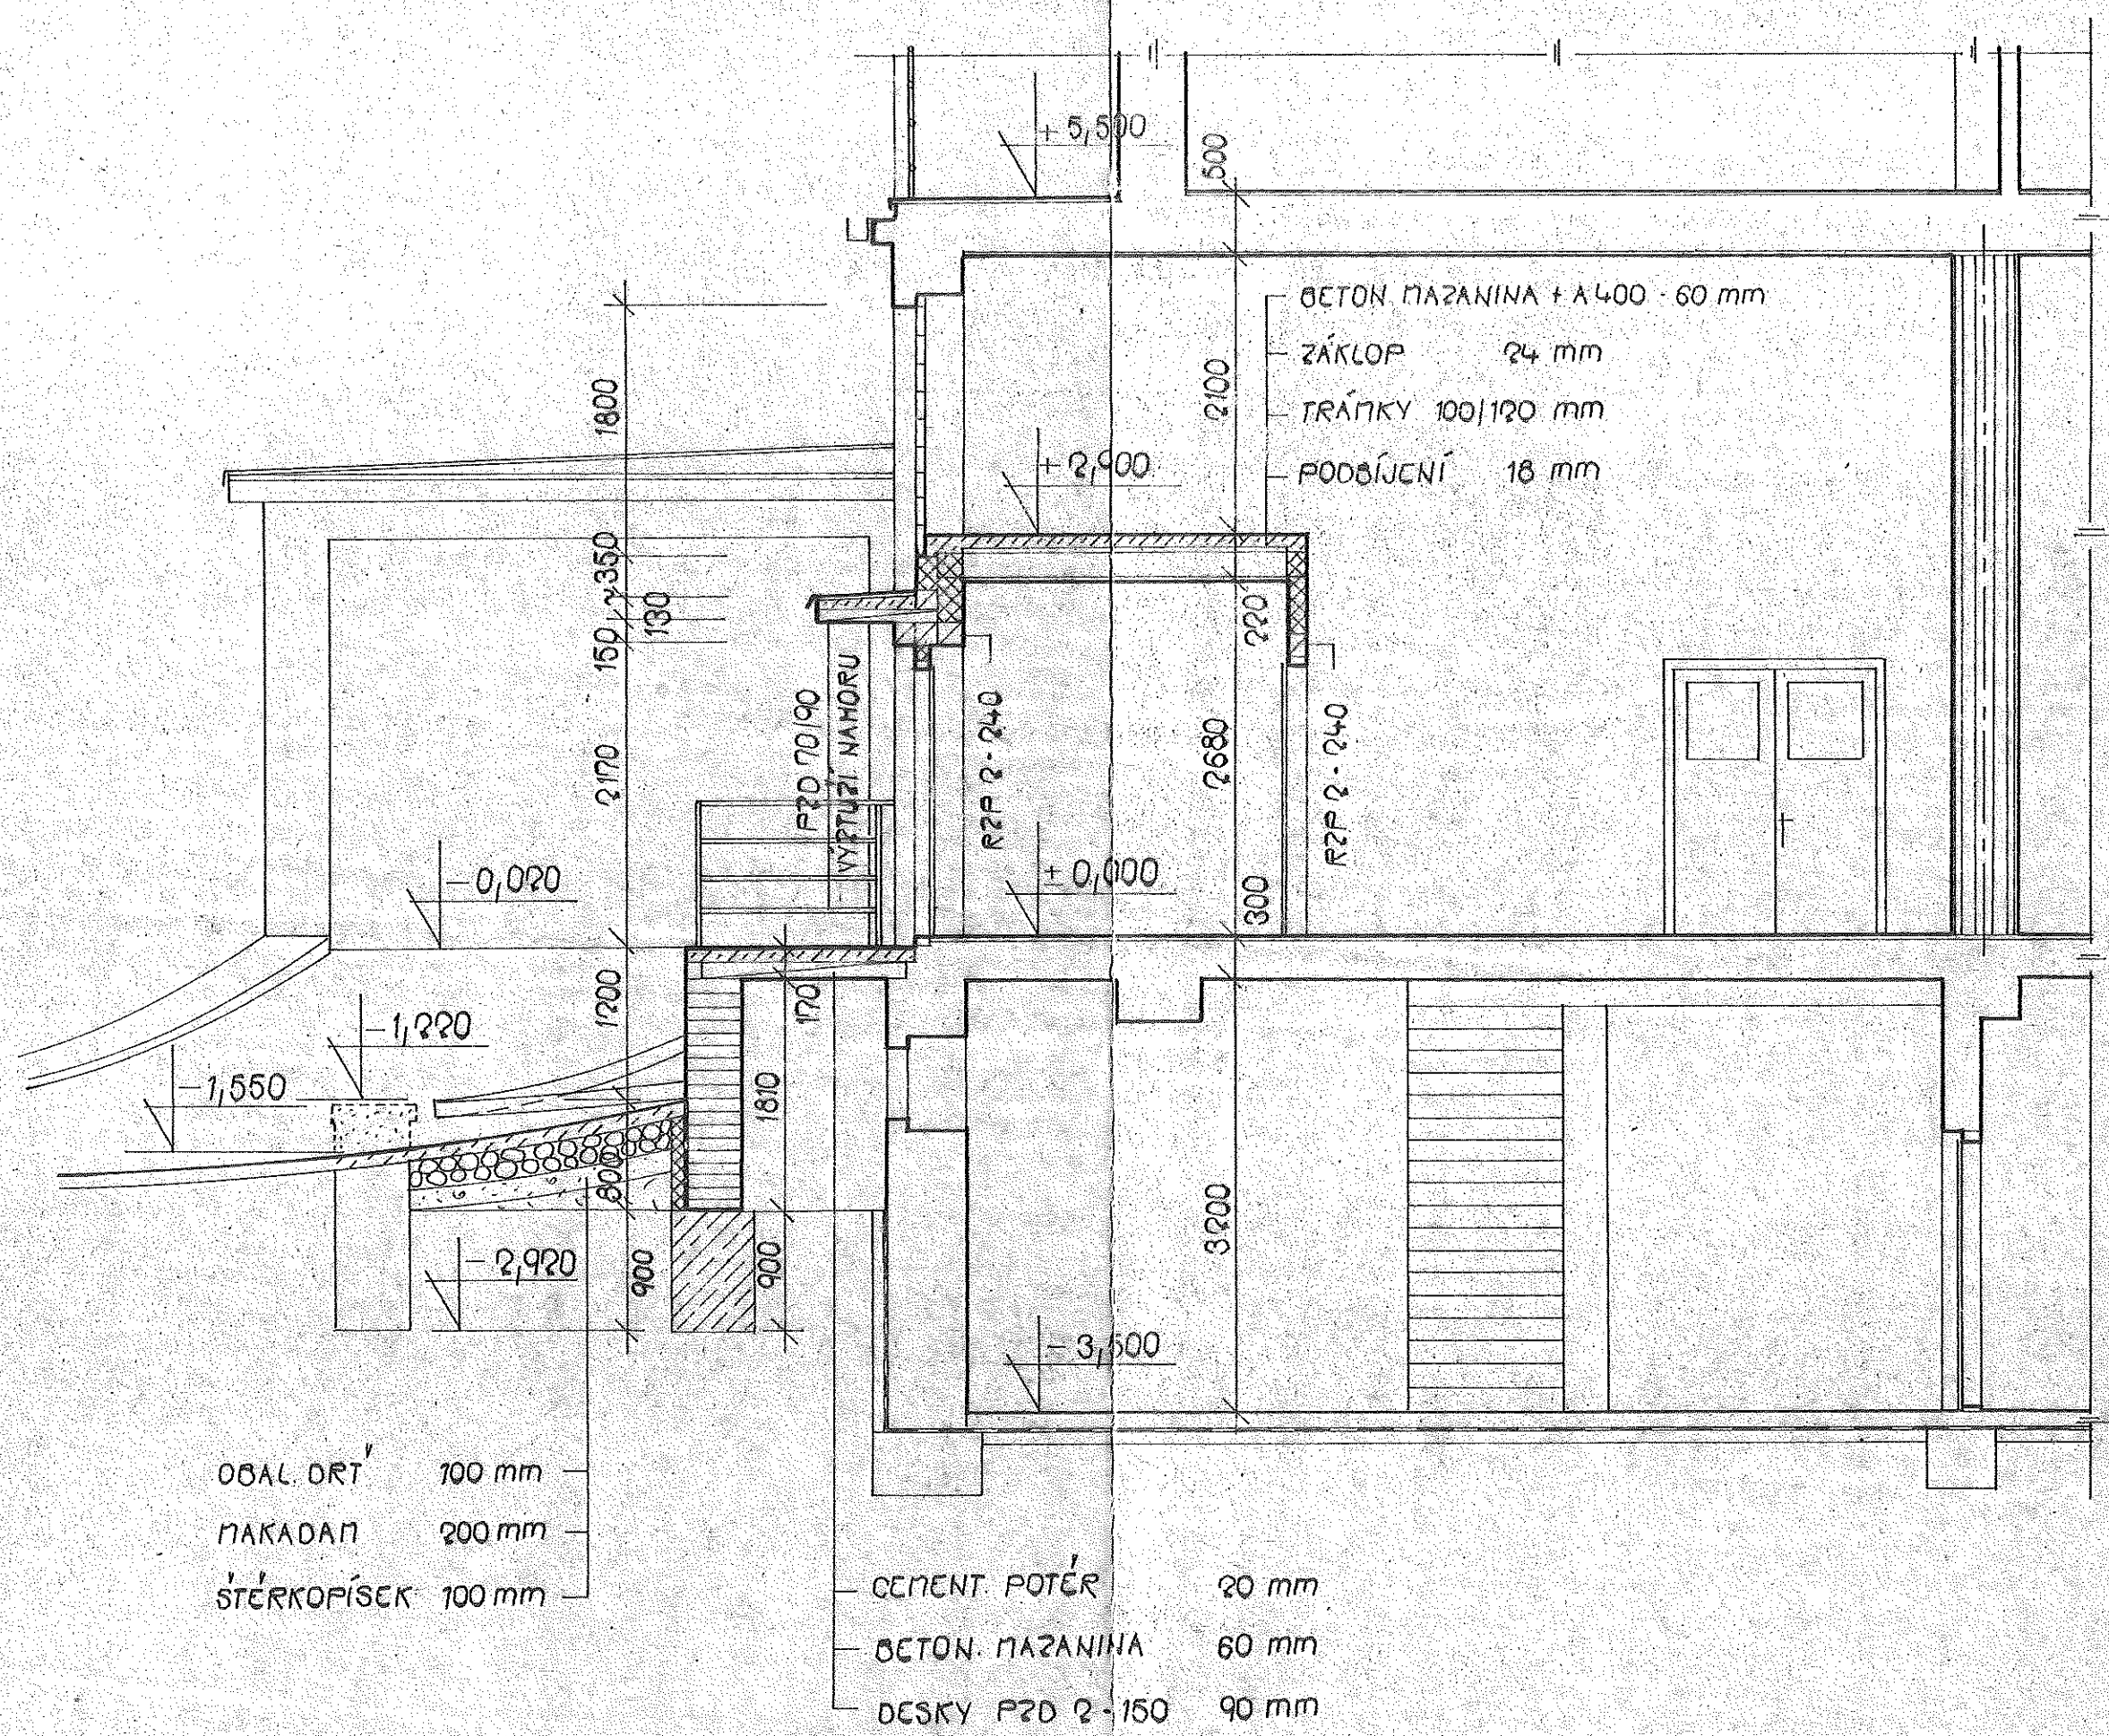 + 5,500
500
BETON. MAZANINA + A 400 - 60 mm
ZÁKLOP 24 mm
TRÁMKY 100/120 mm
PODBÍJENÍ 18 mm
1800
2100
+ 2,900
~350
130
150
220
PZD 70/90
VÝZTUŽÍ NAHORU
RZP 2 - 240
RZP 2 - 240
2170
2680
- 0,020
± 0,000
300
1200
170
- 1,220
- 1,550
1810
800
3200
- 2,920
900
900
- 3,500
OBAL. DRŤ 100 mm
MAKADAM 200 mm
ŠTĚRKOPÍSEK 100 mm
CEMENT. POTĚR 20 mm
BETON. MAZANINA 60 mm
DESKY PZD 2 - 150 90 mm